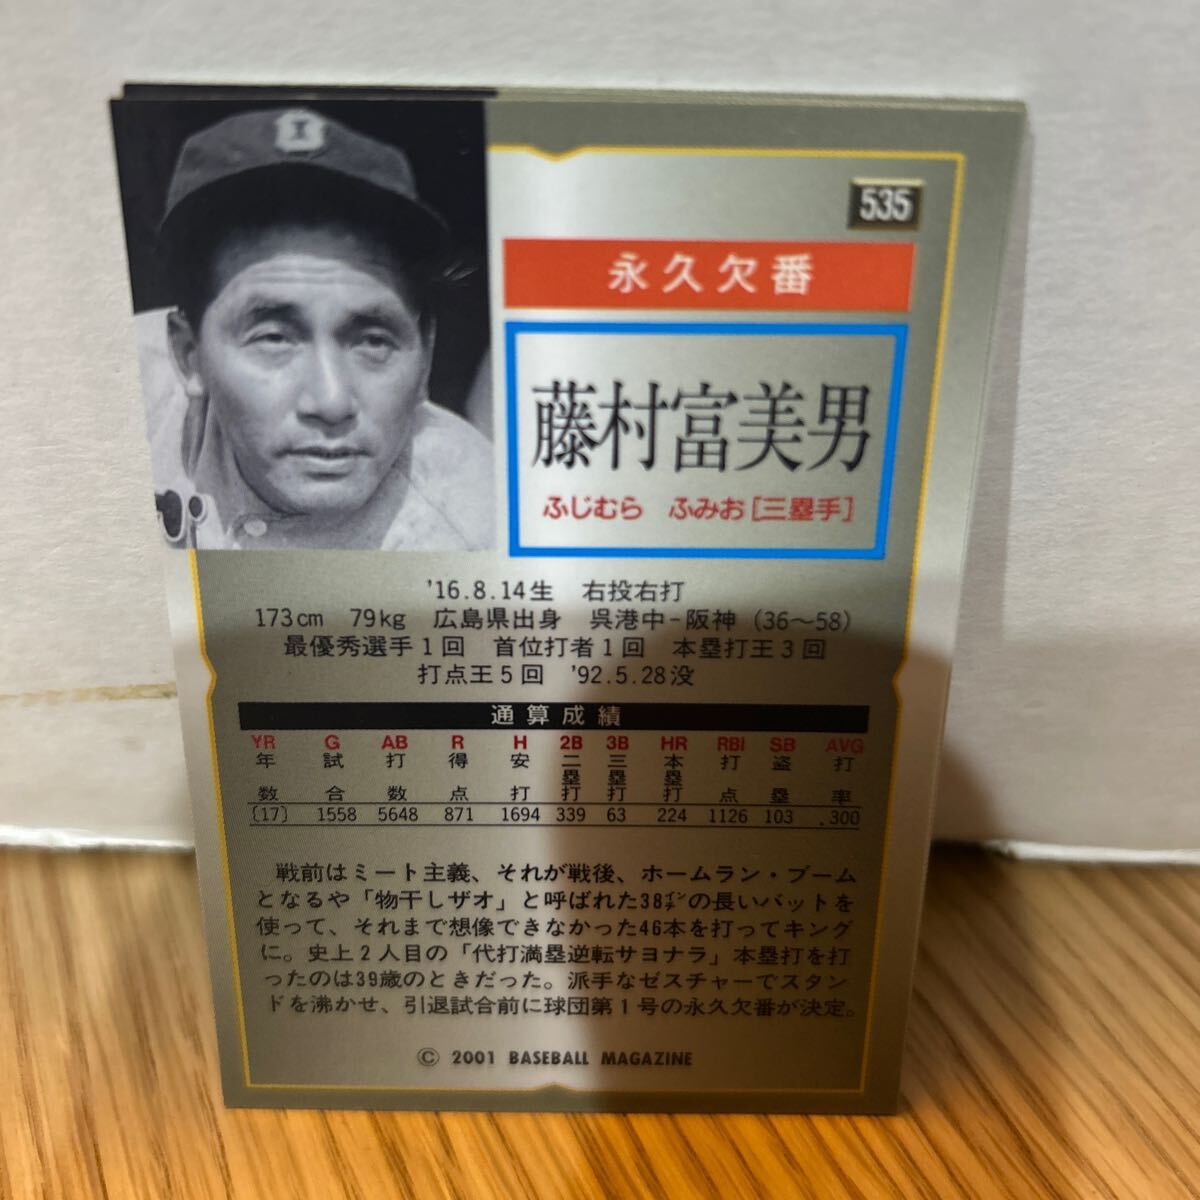 535
永久欠番
藤村富美男
ふじむら ふみお [三塁手]
'16.8.14生 右投右打
173cm 79kg 広島県出身 呉港中-阪神 (36〜58)
最優秀選手1回 首位打者1回 本塁打王3回
打点王5回 '92.5.28没
通算成績
YR G AB R H 2B 3B HR RBI SB AVG
年数 試合 打数 得点 安打 二塁打 三塁打 本塁打 打点 盗塁 打率
[17] 1558 5648 871 1694 339 63 224 1126 103 .300
戦前はミート主義、それが戦後、ホームラン・ブーム
となるや「物干しザオ」と呼ばれた38インチの長いバットを
使って、それまで想像できなかった46本を打ってキング
に。史上2人目の「代打満塁逆転サヨナラ」本塁打を打
ったのは39歳のときだった。派手なゼスチャーでスタン
ドを沸かせ、引退試合前に球団第1号の永久欠番が決定。
© 2001 BASEBALL MAGAZINE